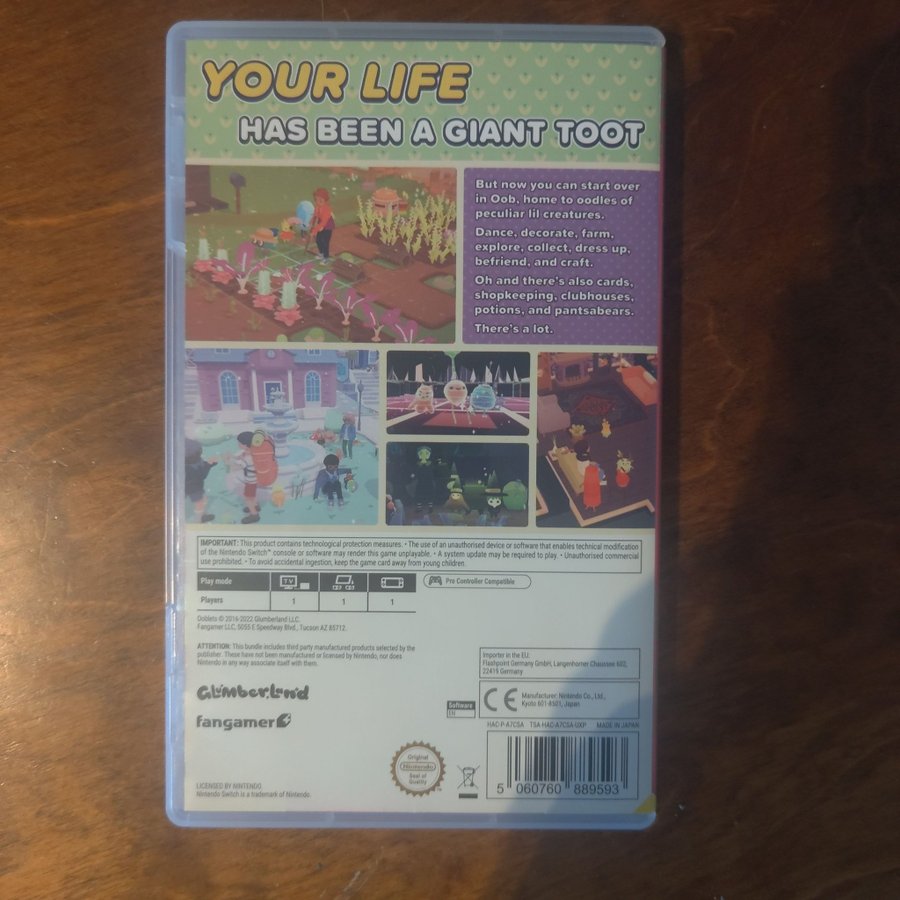 YOUR LIFE
HAS BEEN A GIANT TOOT
But now you can start over
in Oob, home to oodles of
peculiar lil creatures.
Dance, decorate, farm,
explore, collect, dress up,
befriend, and craft.
Oh and there's also cards,
shopkeeping, clubhouses,
potions, and pantsabears.
There's a lot.
IMPORTANT: This product contains technological protection measures. • The use of an unauthorised device or software that enables technical modification
of the Nintendo Switch™ console or software may render this game unplayable. • A system update may be required to play. • Unauthorised commercial
use prohibited. • To avoid accidental ingestion, keep the game card away from young children.
Play mode
TV
Pro Controller Compatible
Players 1 1 1
Ooblets © 2016-2022 Glumberland LLC.
Fangamer LLC, 5055 E Speedway Blvd., Tucson AZ 85712.
ATTENTION: This bundle includes third party manufactured products selected by the
publisher. These have not been manufactured or licensed by Nintendo, nor does
Nintendo in any way associate itself with them.
Importer in the EU:
Flashpoint Germany GmbH, Langenhorner Chaussee 602,
22419 Germany
Glumberland
fangamer
Software
EN
CE
Manufacturer: Nintendo Co., Ltd.,
Kyoto 601-8501, Japan
HAC-P-A7CSA TSA-HAC-A7CSA-UXP MADE IN JAPAN
Original
Nintendo
Seal of
Quality
LICENSED BY NINTENDO
Nintendo Switch is a trademark of Nintendo.
5 060760 889593